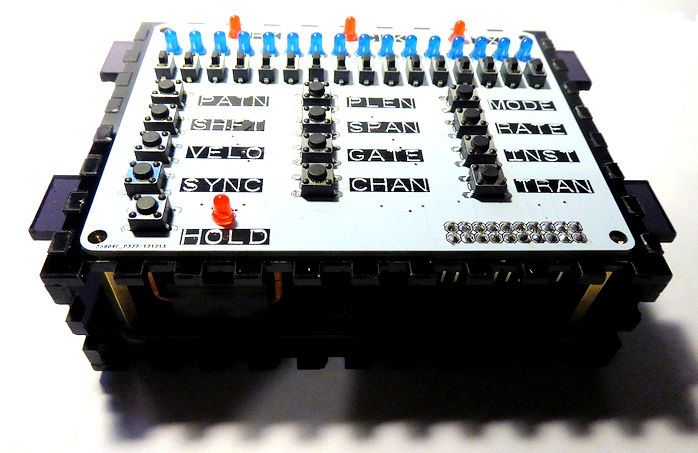 PATN PLEN MODE
SHFT SPAN RATE
VELO GATE INST
SYNC CHAN TRAN
HOLD